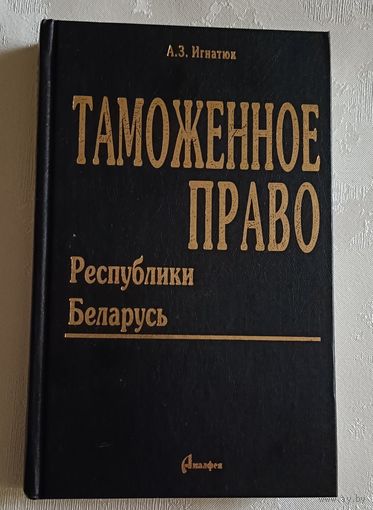 А.З. Игнатюк
ТАМОЖЕННОЕ
ПРАВО
Республики
Беларусь
Амалфея